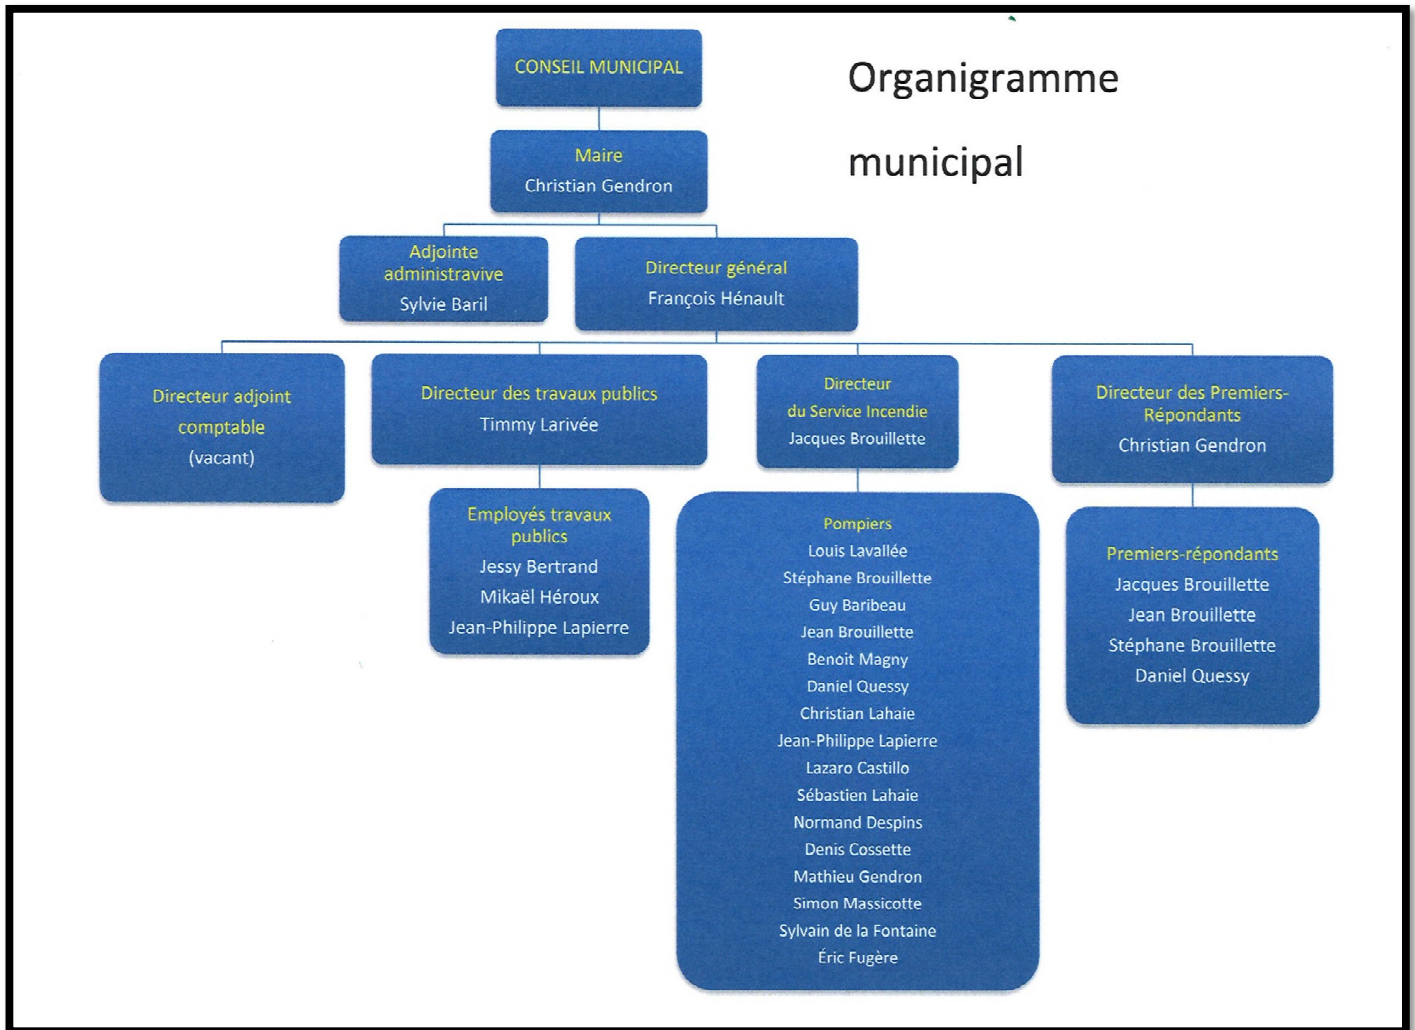 Organigramme
municipal
CONSEIL MUNICIPAL
Maire
Christian Gendron
Adjointe
administravive
Sylvie Baril
Directeur général
François Hénault
Directeur adjoint
comptable
(vacant)
Directeur des travaux publics
Timmy Larivée
Directeur
du Service Incendie
Jacques Brouillette
Directeur des Premiers-
Répondants
Christian Gendron
Employés travaux
publics
Jessy Bertrand
Mikaël Héroux
Jean-Philippe Lapierre
Pompiers
Louis Lavallée
Stéphane Brouillette
Guy Baribeau
Jean Brouillette
Benoit Magny
Daniel Quessy
Christian Lahaie
Jean-Philippe Lapierre
Lazaro Castillo
Sébastien Lahaie
Normand Despins
Denis Cossette
Mathieu Gendron
Simon Massicotte
Sylvain de la Fontaine
Éric Fugère
Premiers-répondants
Jacques Brouillette
Jean Brouillette
Stéphane Brouillette
Daniel Quessy